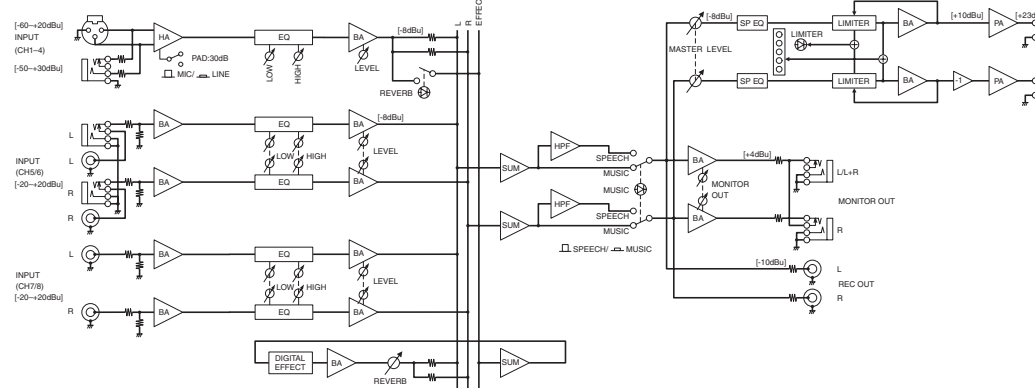 [-60~+20dBu]
INPUT
(CH1~4)
[-50~+30dBu]
HA
PAD:30dB
MIC/ LINE
EQ
LOW
HIGH
BA
LEVEL
[-8dBu]
REVERB
L
R
EFFECT
L
L
INPUT
(CH5/6)
[-20~+20dBu]
R
R
BA
BA
EQ
LOW
HIGH
EQ
[-8dBu]
BA
LEVEL
BA
L
INPUT
(CH7/8)
[-20~+20dBu]
R
BA
BA
EQ
LOW
HIGH
EQ
BA
LEVEL
BA
DIGITAL
EFFECT
BA
REVERB
SUM
SUM
SUM
HPF
HPF
SPEECH
MUSIC
MUSIC
SPEECH
MUSIC
SPEECH/ MUSIC
[-8dBu]
MASTER LEVEL
SP EQ
SP EQ
LIMITER
LIMITER
LIMITER
BA
BA
[+10dBu]
-1
PA
PA
BA
MONITOR
OUT
BA
[+4dBu]
L/L+R
MONITOR OUT
R
[-10dBu]
L
REC OUT
R